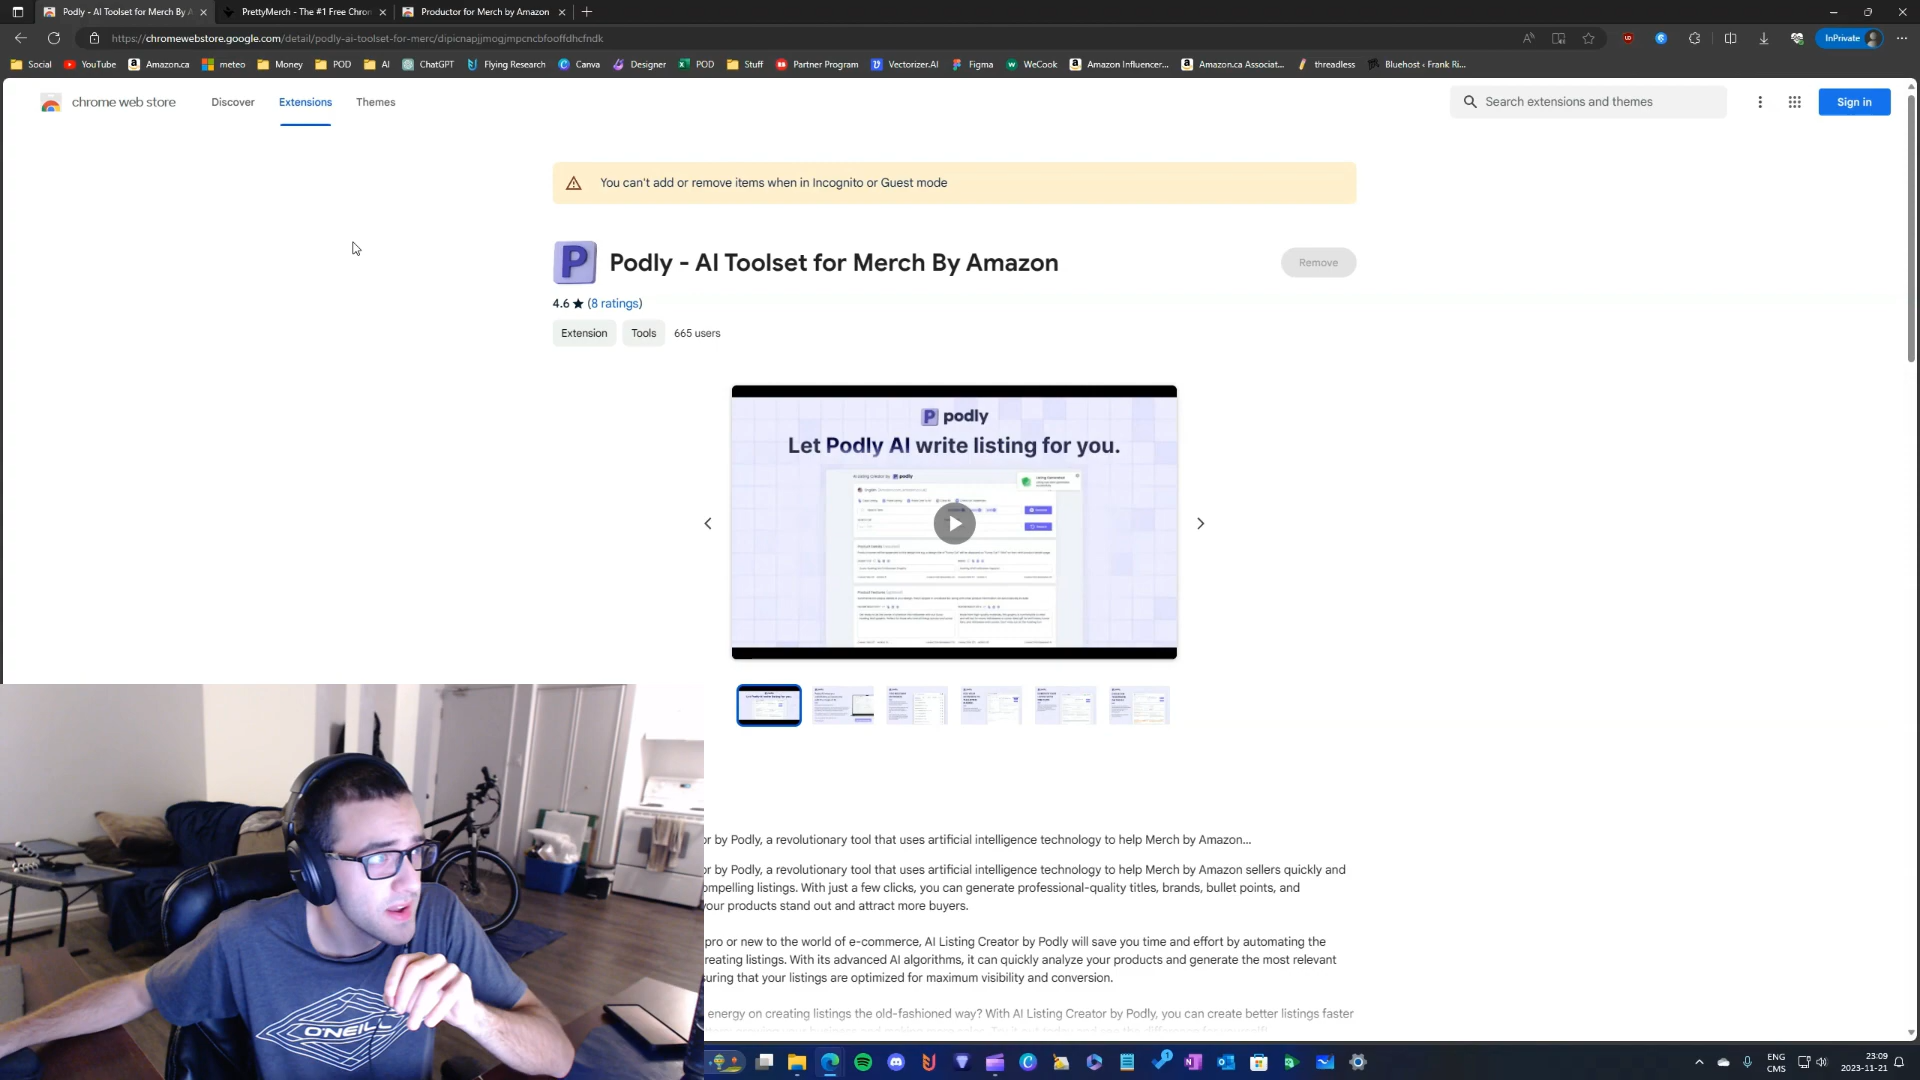 Podly - AI Toolset for Merch By A
PrettyMerch - The #1 Free Chron
Productor for Merch by Amazon
https://chromewebstore.google.com/detail/podly-ai-toolset-for-merc/dipicnapjjmogjmpcncbfooffdhcfndk
InPrivate
Social
YouTube
Amazon.ca
meteo
Money
POD
AI
ChatGPT
Flying Research
Canva
Designer
POD
Stuff
Partner Program
Vectorizer.AI
Figma
WeCook
Amazon Influencer...
Amazon.ca Associat...
threadless
Bluehost ‹ Frank Ri...
chrome web store
Discover
Extensions
Themes
Search extensions and themes
Sign in
You can't add or remove items when in Incognito or Guest mode
P
Podly - AI Toolset for Merch By Amazon
Remove
4.6 ★ (8 ratings)
Extension
Tools
665 users
P podly
Let Podly AI write listing for you.
or by Podly, a revolutionary tool that uses artificial intelligence technology to help Merch by Amazon...
or by Podly, a revolutionary tool that uses artificial intelligence technology to help Merch by Amazon sellers quickly and
ompelling listings. With just a few clicks, you can generate professional-quality titles, brands, bullet points, and
your products stand out and attract more buyers.
pro or new to the world of e-commerce, AI Listing Creator by Podly will save you time and effort by automating the
reating listings. With its advanced AI algorithms, it can quickly analyze your products and generate the most relevant
suring that your listings are optimized for maximum visibility and conversion.
energy on creating listings the old-fashioned way? With AI Listing Creator by Podly, you can create better listings faster
O'NEILL
ENG
CMS
23:09
2023-11-21